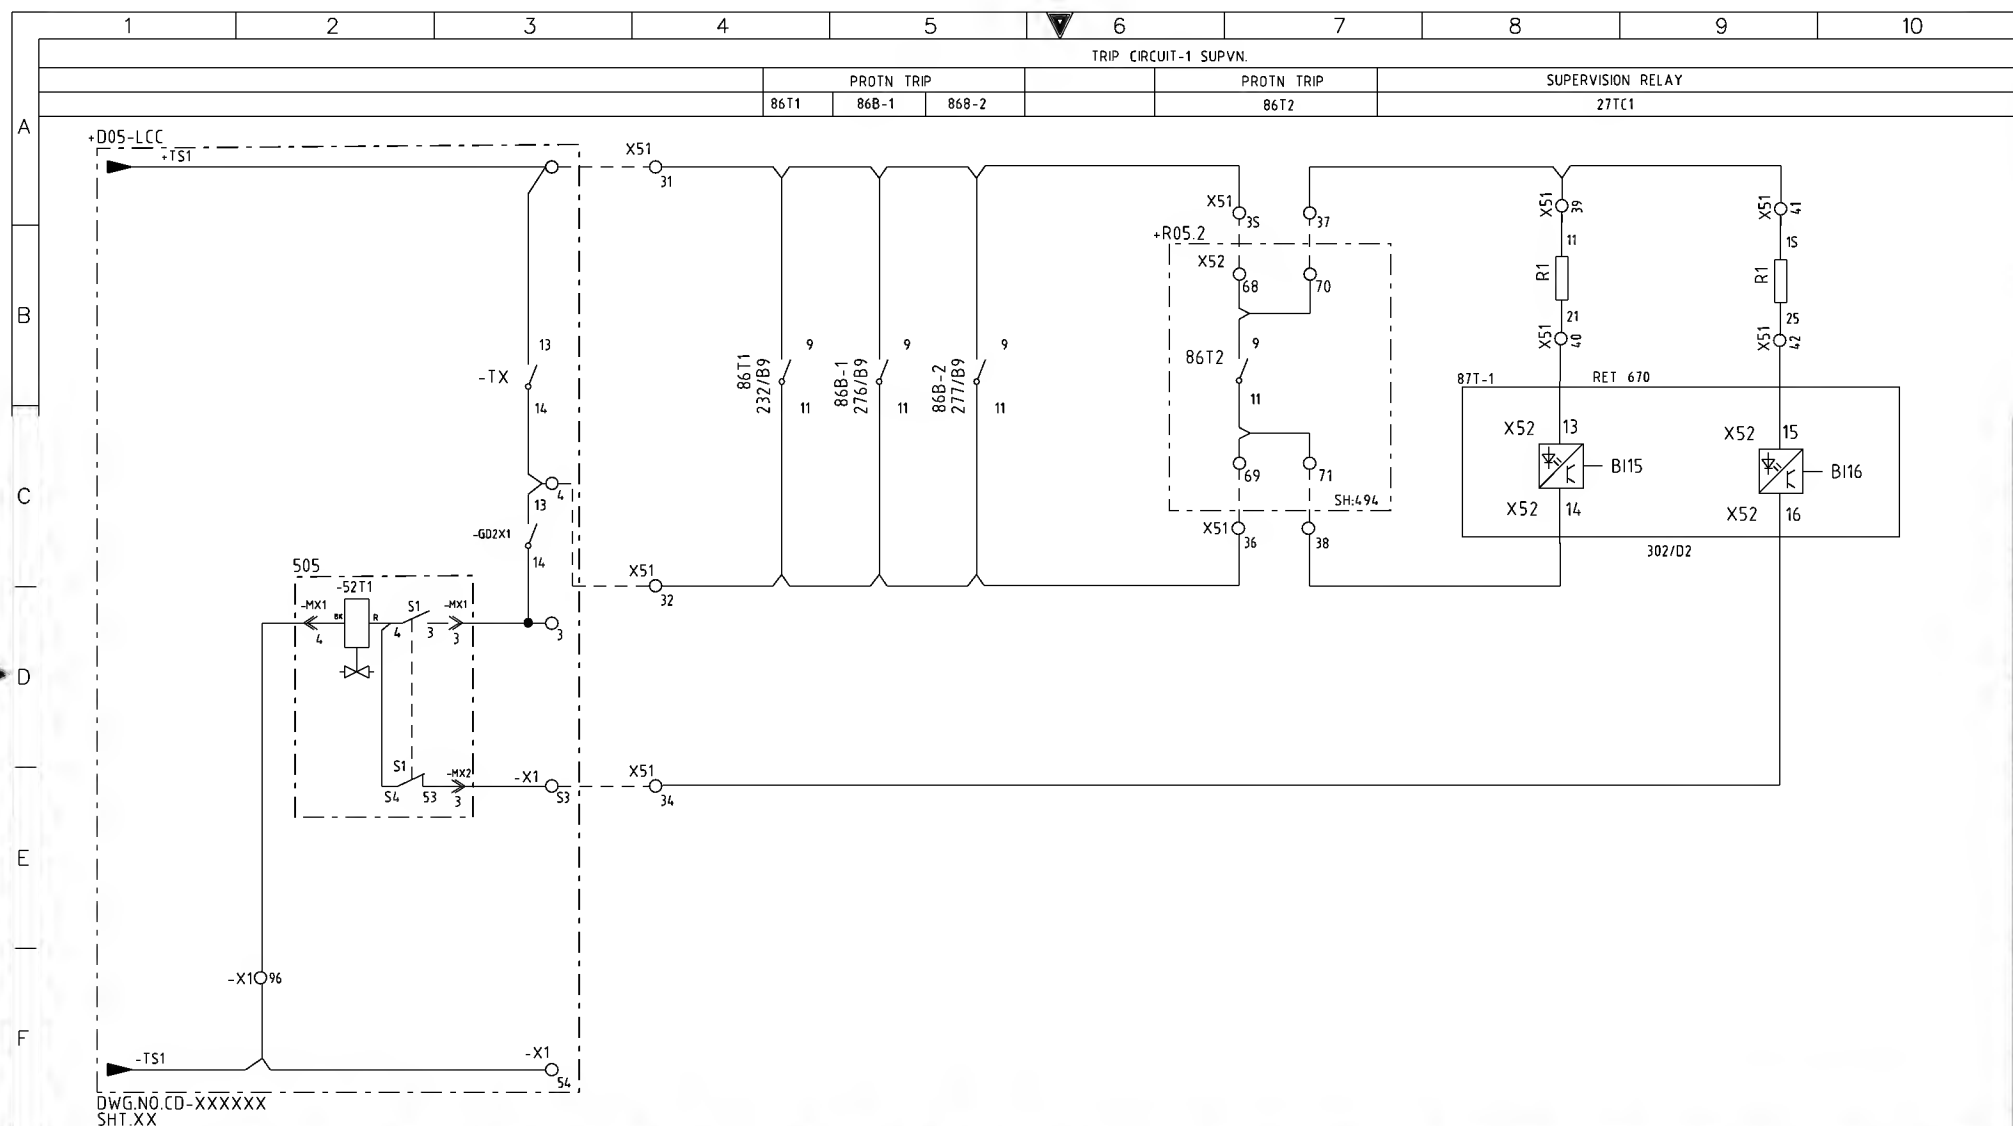 1 2 3 4 5 6 7 8 9 10
TRIP CIRCUIT-1 SUPVN.
PROTN TRIP PROTN TRIP SUPERVISION RELAY
86T1 86B-1 868-2 86T2 27TC1
A
B
C
D
E
F
+D05-LCC
+TS1
X51
31
X51
3S
37
+R05.2
X52
68
70
86T2
9
11
69
71
SH:494
X51
36
38
X51
39
11
R1
21
X51
40
X51
41
1S
R1
25
X51
42
13
-TX
14
4
13
-GD2X1
14
86T1
232/B9
9
11
86B-1
276/B9
9
11
86B-2
277/B9
9
11
87T-1
RET 670
X52
13
BI15
X52
14
X52
15
BI16
X52
16
302/D2
X51
32
505
-52T1
-MX1
4
BK
R
S1
4
3
-MX1
3
3
S1
S4
53
-MX2
3
-X1
S3
X51
34
-X1
96
-TS1
-X1
54
DWG.NO.CD-XXXXXX
SHT.XX